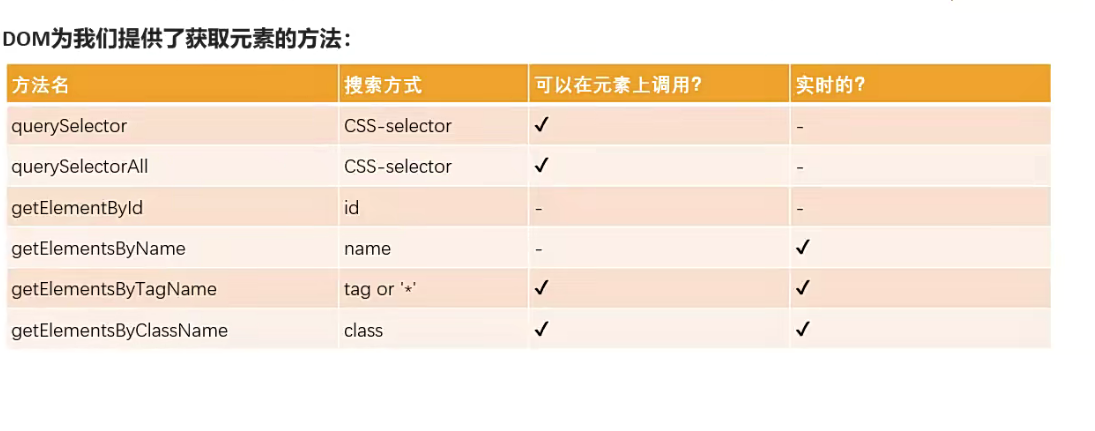 DOM为我们提供了获取元素的方法：
方法名 搜索方式 可以在元素上调用？ 实时的？
querySelector CSS-selector ✓ -
querySelectorAll CSS-selector ✓ -
getElementById id - -
getElementsByName name - ✓
getElementsByTagName tag or '*' ✓ ✓
getElementsByClassName class ✓ ✓